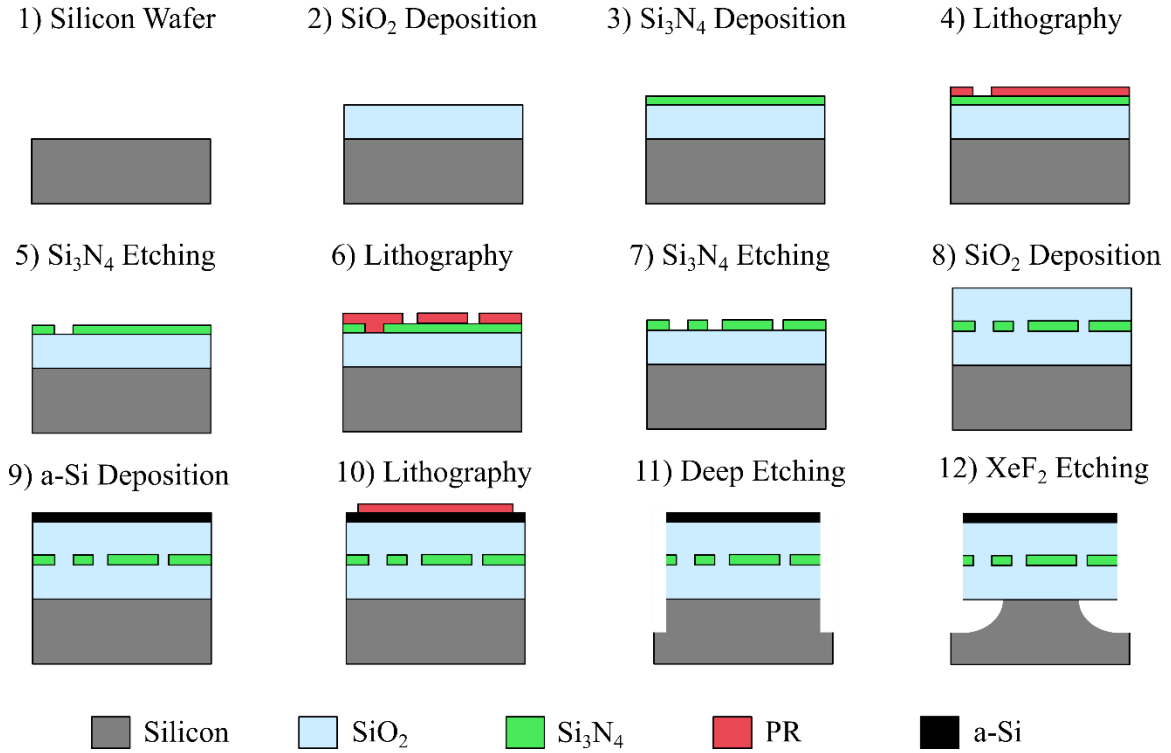 1) Silicon Wafer
2) SiO₂ Deposition
3) Si₃N₄ Deposition
4) Lithography
5) Si₃N₄ Etching
6) Lithography
7) Si₃N₄ Etching
8) SiO₂ Deposition
9) a-Si Deposition
10) Lithography
11) Deep Etching
12) XeF₂ Etching
Silicon
SiO₂
Si₃N₄
PR
a-Si